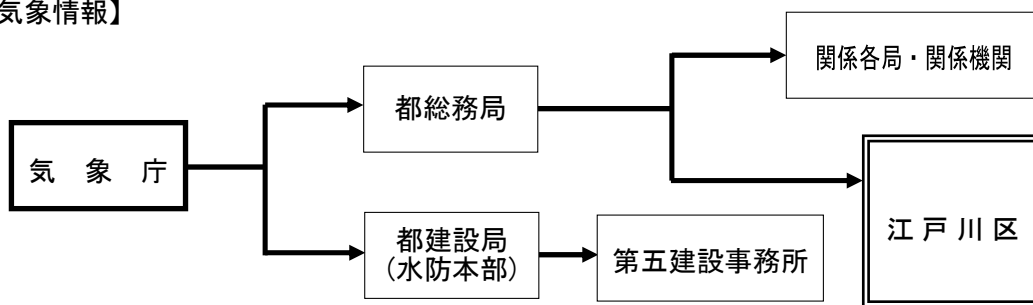 気象情報】
関係各局・関係機関
都総務局
気象庁
江戸川区
都建設局
（水防本部）
第五建設事務所